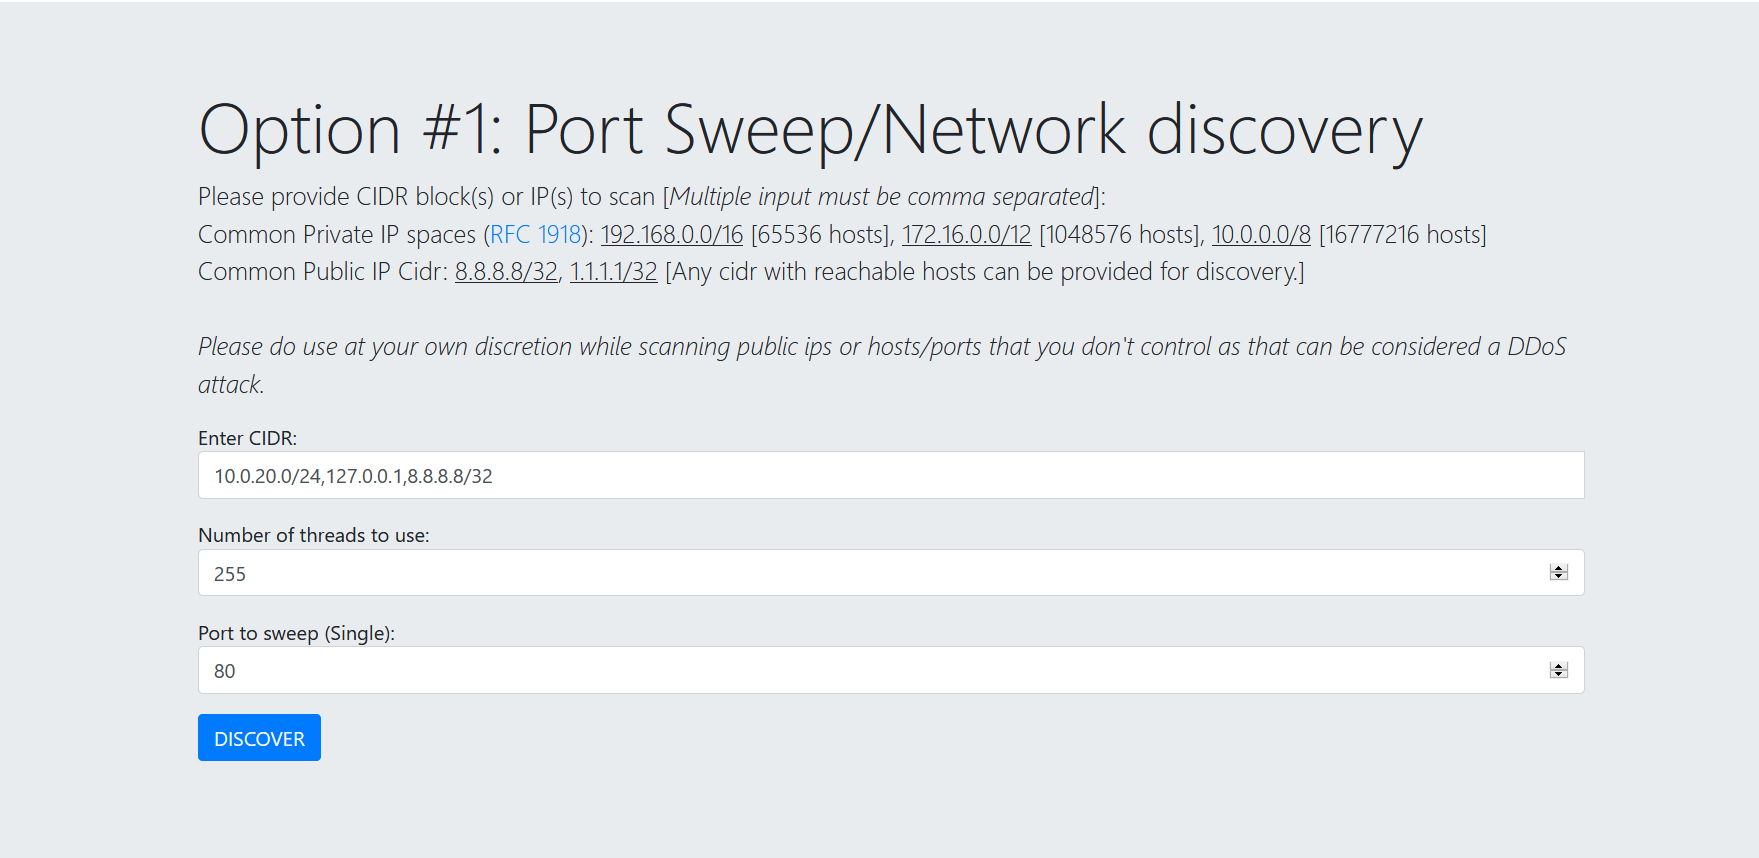 Option #1: Port Sweep/Network discovery
Please provide CIDR block(s) or IP(s) to scan [Multiple input must be comma separated]:
Common Private IP spaces (RFC 1918): 192.168.0.0/16 [65536 hosts], 172.16.0.0/12 [1048576 hosts], 10.0.0.0/8 [16777216 hosts]
Common Public IP Cidr: 8.8.8.8/32, 1.1.1.1/32 [Any cidr with reachable hosts can be provided for discovery.]
Please do use at your own discretion while scanning public ips or hosts/ports that you don't control as that can be considered a DDoS
attack.
Enter CIDR:
10.0.20.0/24,127.0.0.1,8.8.8.8/32
Number of threads to use:
255
Port to sweep (Single):
80
DISCOVER